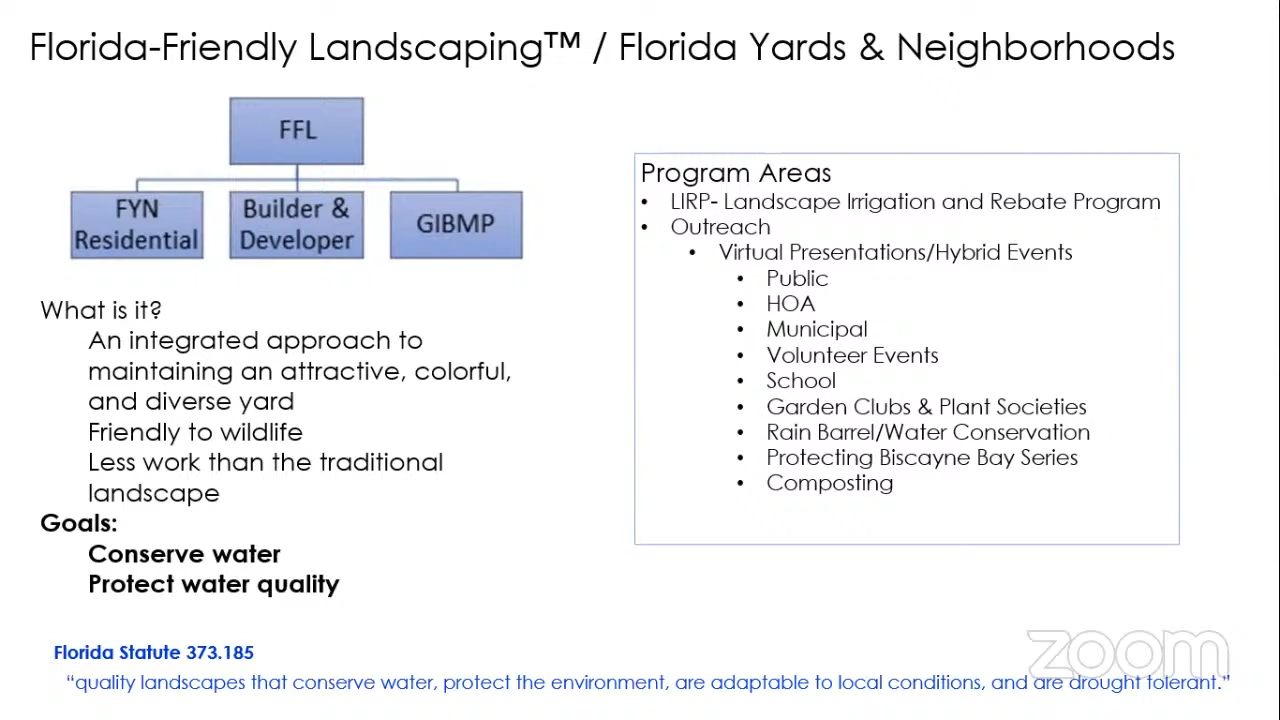 Florida-Friendly Landscaping™ / Florida Yards & Neighborhoods
FFL
FYN
Residential
Builder &
Developer
GIBMP
What is it?
An integrated approach to
maintaining an attractive, colorful,
and diverse yard
Friendly to wildlife
Less work than the traditional
landscape
Goals:
Conserve water
Protect water quality
Program Areas
• LIRP- Landscape Irrigation and Rebate Program
• Outreach
• Virtual Presentations/Hybrid Events
• Public
• HOA
• Municipal
• Volunteer Events
• School
• Garden Clubs & Plant Societies
• Rain Barrel/Water Conservation
• Protecting Biscayne Bay Series
• Composting
Florida Statute 373.185
“quality landscapes that conserve water, protect the environment, are adaptable to local conditions, and are drought tolerant.”
zoom